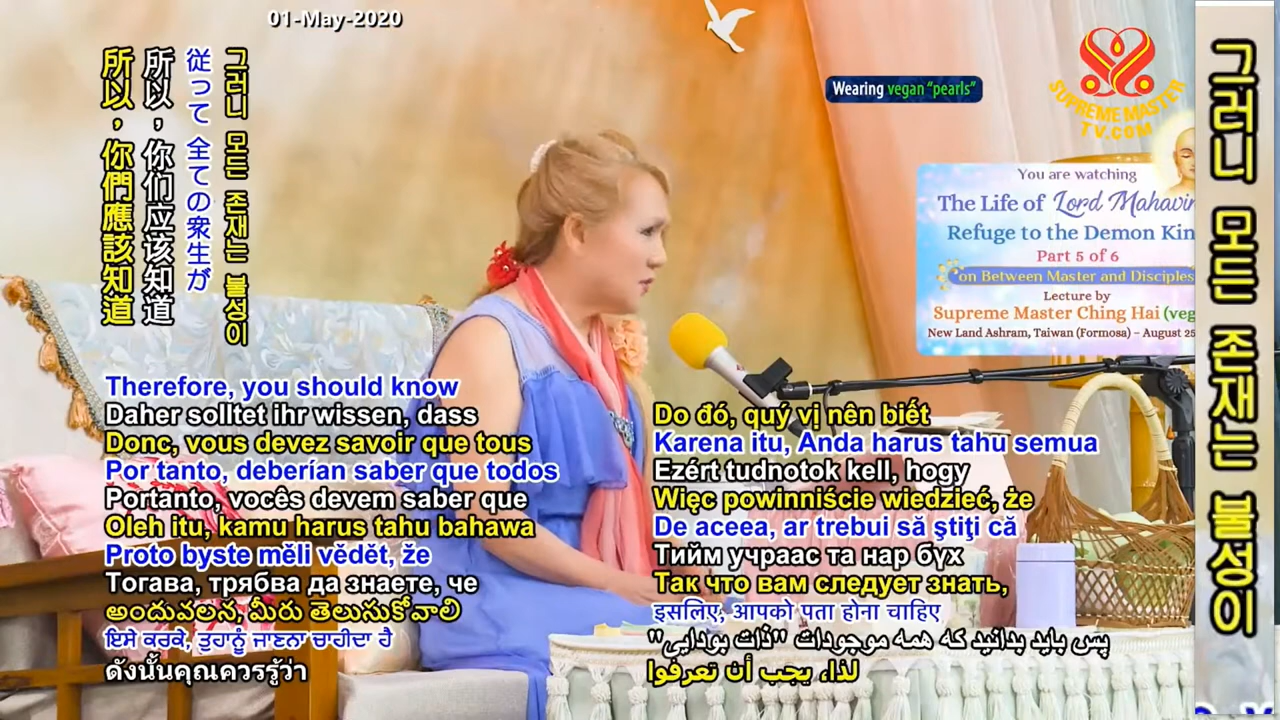 01-May-2020
所以，你們應該知道
所以，你们应该知道
従って 全ての衆生が
그러니 모든 존재는 불성이
Wearing vegan "pearls"
SUPREME MASTER
TV.COM
You are watching
The Life of Lord Mahavir
Refuge to the Demon Kin
Part 5 of 6
on Between Master and Disciples
Lecture by
Supreme Master Ching Hai (veg
New Land Ashram, Taiwan (Formosa) – August 25
Therefore, you should know
Daher solltet ihr wissen, dass
Donc, vous devez savoir que tous
Por tanto, deberían saber que todos
Portanto, vocês devem saber que
Oleh itu, kamu harus tahu bahawa
Proto byste měli vědět, že
Тогава, трябва да знаете, че
అందువలన, మీరు తెలుసుకోవాలి
ਇਸੇ ਕਰਕੇ, ਤੁਹਾਨੂੰ ਜਾਣਨਾ ਚਾਹੀਦਾ ਹੈ
ดังนั้นคุณควรรู้ว่า
Do đó, quý vị nên biết
Karena itu, Anda harus tahu semua
Ezért tudnotok kell, hogy
Więc powinniście wiedzieć, że
De aceea, ar trebui să ştiţi că
Тийм учраас та нар бүх
Так что вам следует знать,
इसलिए, आपको पता होना चाहिए
پس باید بدانید که همه موجودات "ذات بودایی"
لذا، يجب أن تعرفوا
그러니 모든 존재는 불성이